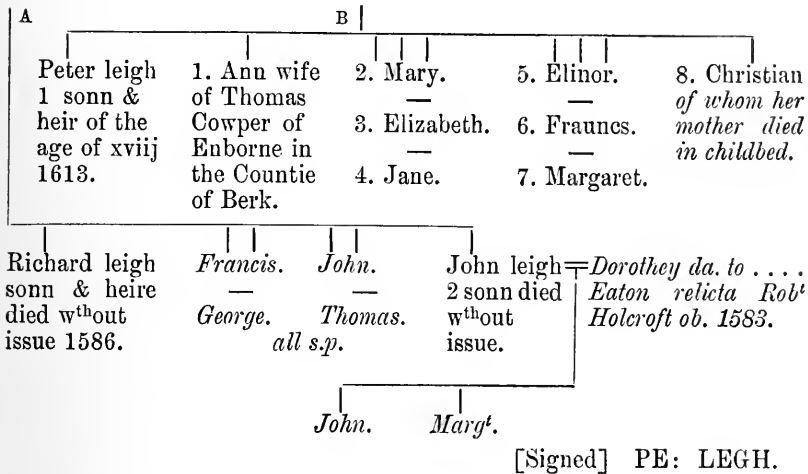 A
B
Peter leigh
1 sonn &
heir of the
age of xviij
1613.
1. Ann wife
of Thomas
Cowper of
Enborne in
the Countie
of Berk.
2. Mary.
—
3. Elizabeth.
—
4. Jane.
5. Elinor.
—
6. Frauncs.
—
7. Margaret.
8. Christian
of whom her
mother died
in childbed.
Richard leigh
sonn & heire
died wthout
issue 1586.
Francis.
—
George.
John.
—
Thomas.
all s.p.
John leigh
2 sonn died
wthout
issue.
Dorothey da. to . . . .
Eaton relicta Robt
Holcroft ob. 1583.
John.
Margt.
[Signed] PE: LEGH.